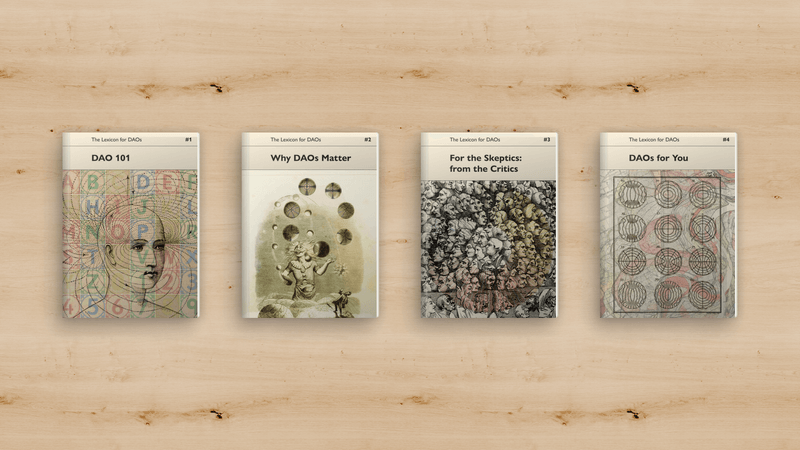 The Lexicon for DAOs #1
DAO 101
The Lexicon for DAOs #2
Why DAOs Matter
The Lexicon for DAOs #3
For the Skeptics:
from the Critics
The Lexicon for DAOs #4
DAOs for You